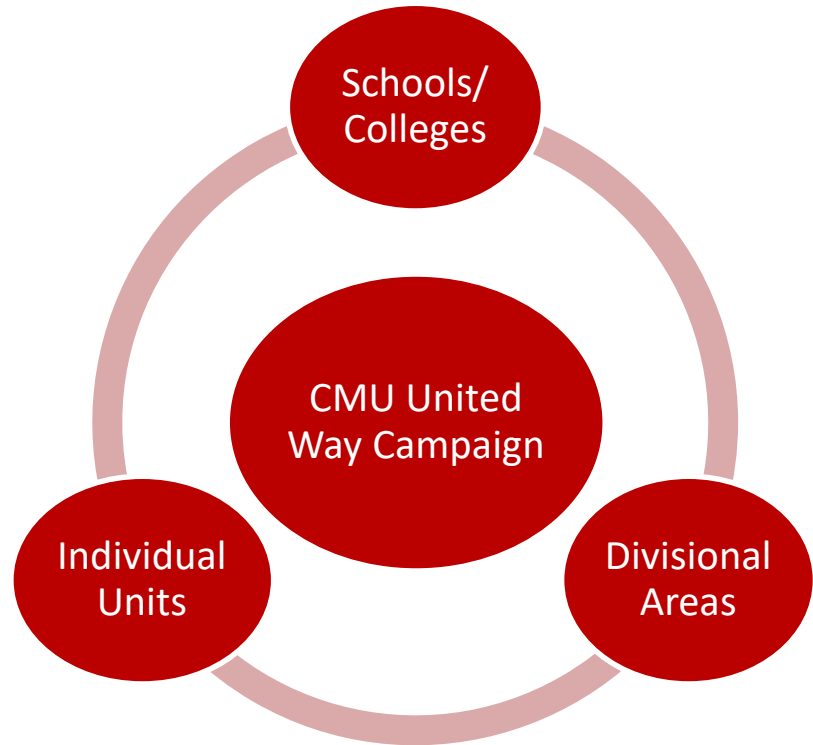 Schools/
Colleges
CMU United
Way Campaign
Individual
Units
Divisional
Areas